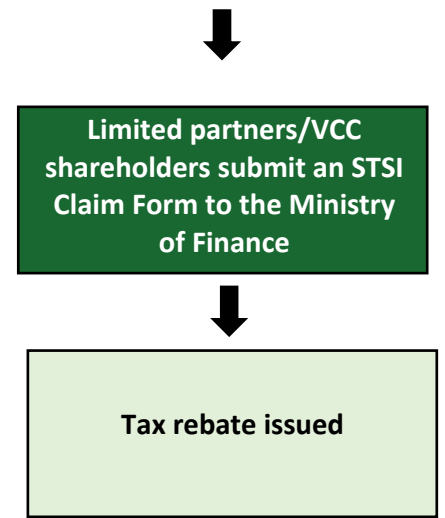 Limited partners/VCC
shareholders submit an STSI
Claim Form to the Ministry
of Finance
Tax rebate issued